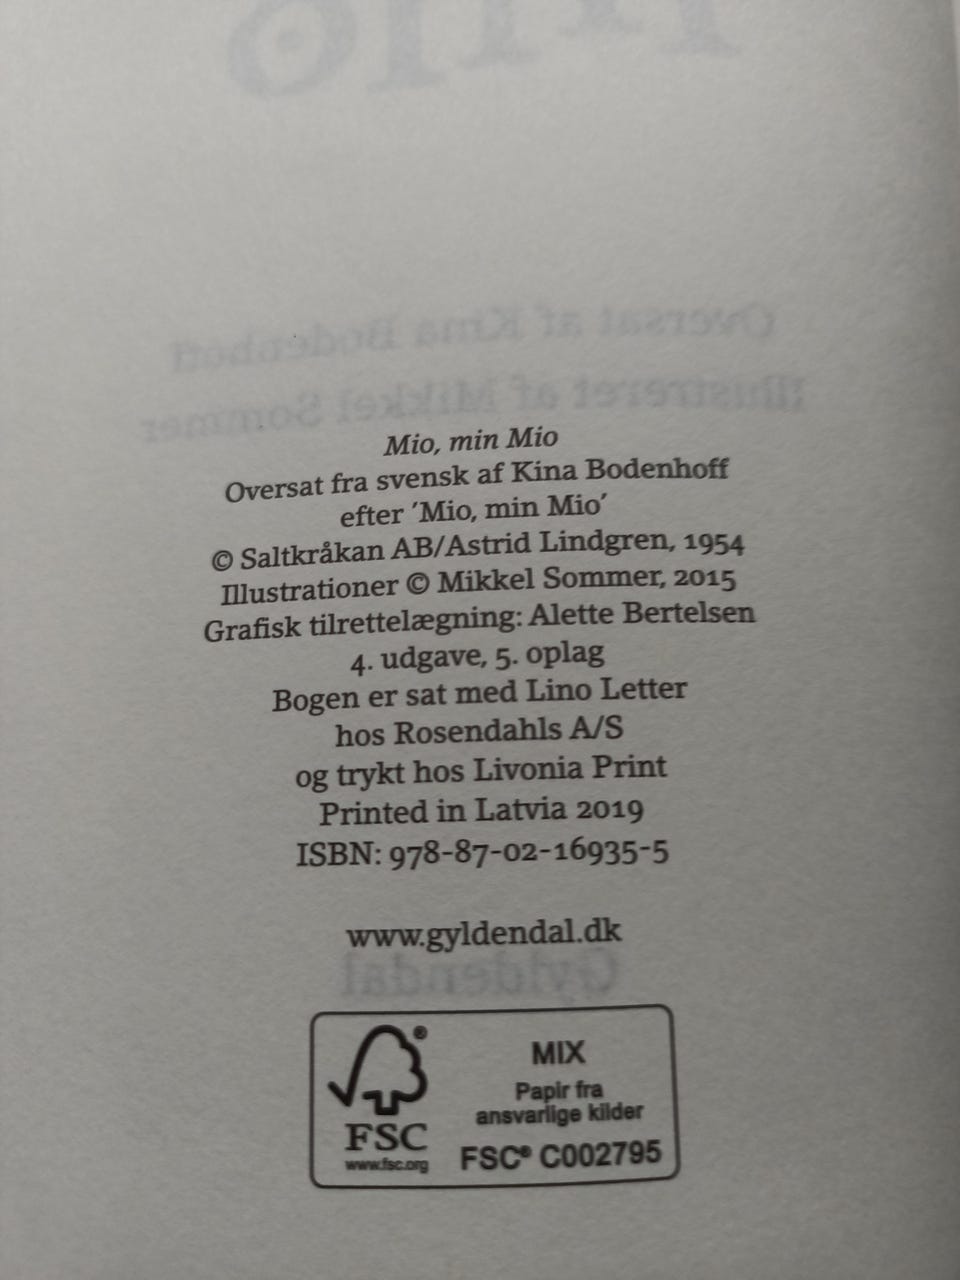 Mio, min Mio
Oversat fra svensk af Kina Bodenhoff
efter ’Mio, min Mio’
© Saltkråkan AB/Astrid Lindgren, 1954
Illustrationer © Mikkel Sommer, 2015
Grafisk tilrettelægning: Alette Bertelsen
4. udgave, 5. oplag
Bogen er sat med Lino Letter
hos Rosendahls A/S
og trykt hos Livonia Print
Printed in Latvia 2019
ISBN: 978-87-02-16935-5
www.gyldendal.dk
FSC®
www.fsc.org
MIX
Papir fra
ansvarlige kilder
FSC® C002795